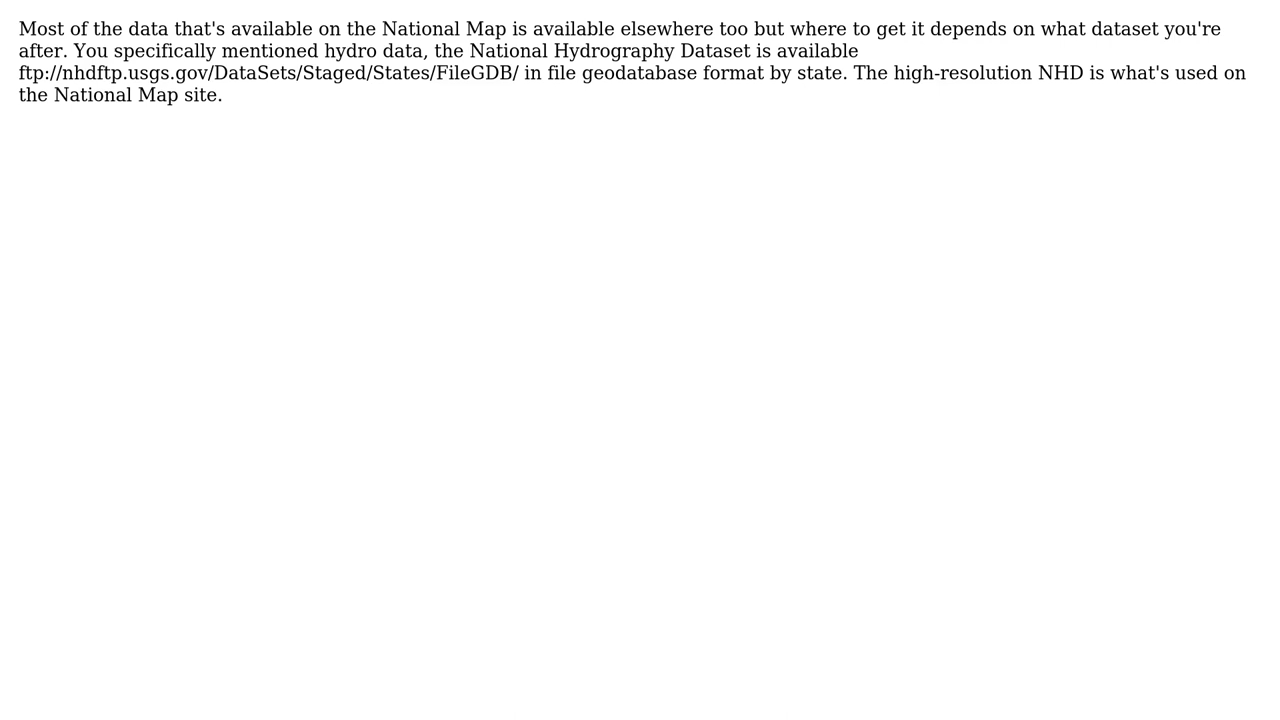 Most of the data that's available on the National Map is available elsewhere too but where to get it depends on what dataset you're
after. You specifically mentioned hydro data, the National Hydrography Dataset is available
ftp://nhdftp.usgs.gov/DataSets/Staged/States/FileGDB/ in file geodatabase format by state. The high-resolution NHD is what's used on
the National Map site.